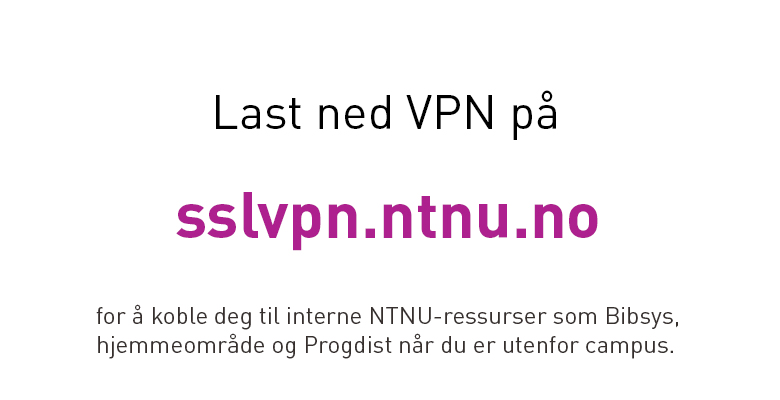 Last ned VPN på
sslvpn.ntnu.no
for å koble deg til interne NTNU-ressurser som Bibsys,
hjemmeområde og Progdist når du er utenfor campus.